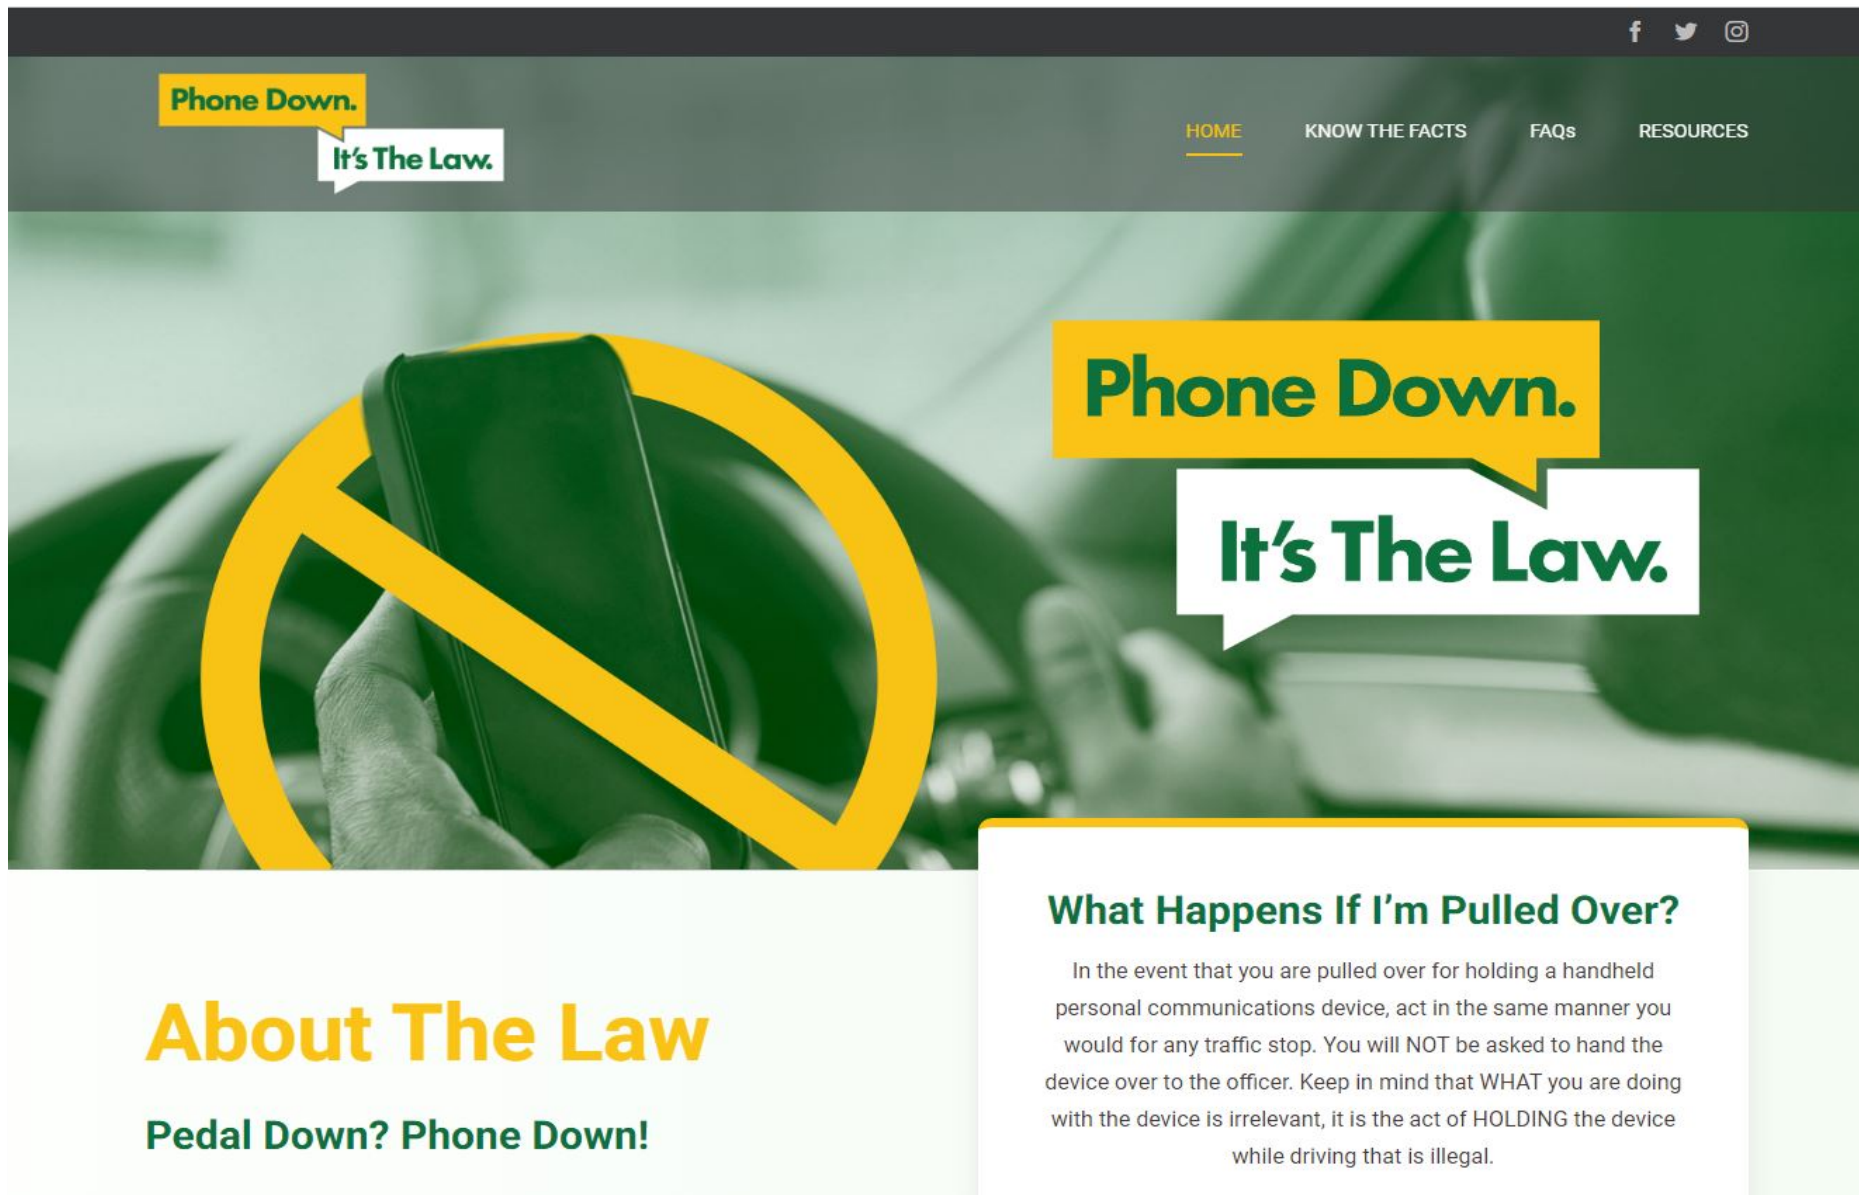 Phone Down.
It's The Law.
HOME KNOW THE FACTS FAQs RESOURCES
Phone Down.
It's The Law.
About The Law
Pedal Down? Phone Down!
What Happens If I’m Pulled Over?
In the event that you are pulled over for holding a handheld
personal communications device, act in the same manner you
would for any traffic stop. You will NOT be asked to hand the
device over to the officer. Keep in mind that WHAT you are doing
with the device is irrelevant, it is the act of HOLDING the device
while driving that is illegal.